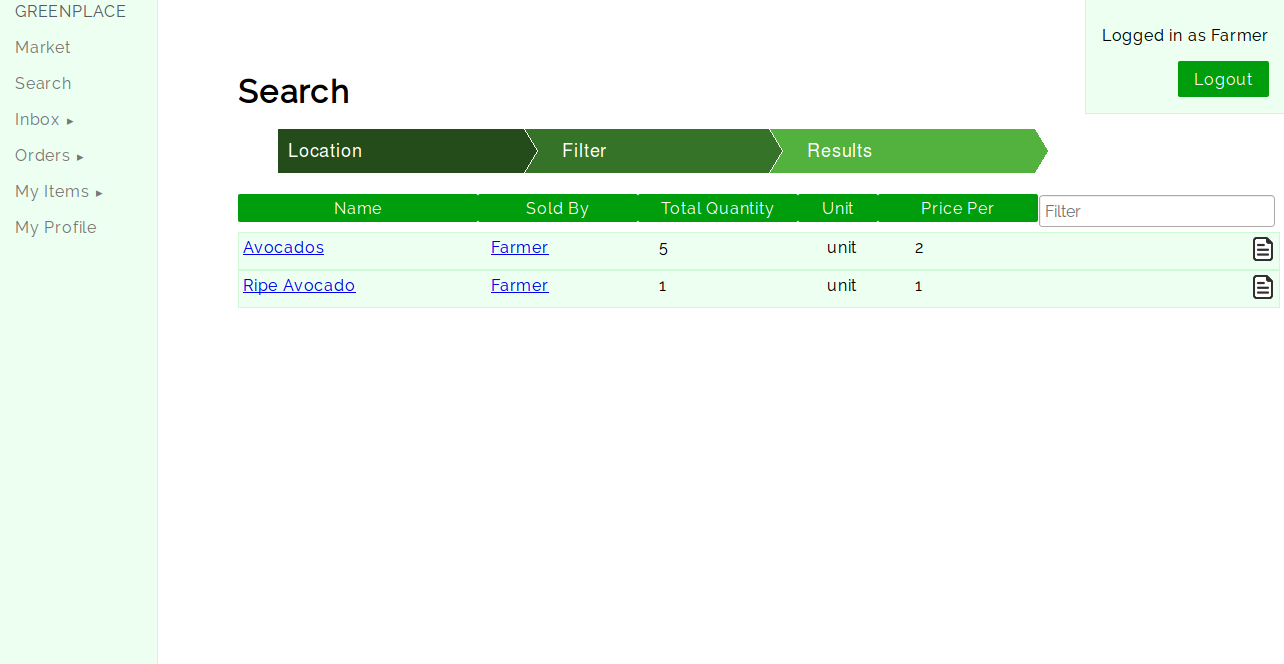 GREENPLACE
Market
Search
Inbox ▸
Orders ▸
My Items ▸
My Profile
Logged in as Farmer
Logout
Search
Location Filter Results
Name Sold By Total Quantity Unit Price Per Filter
Avocados Farmer 5 unit 2
Ripe Avocado Farmer 1 unit 1